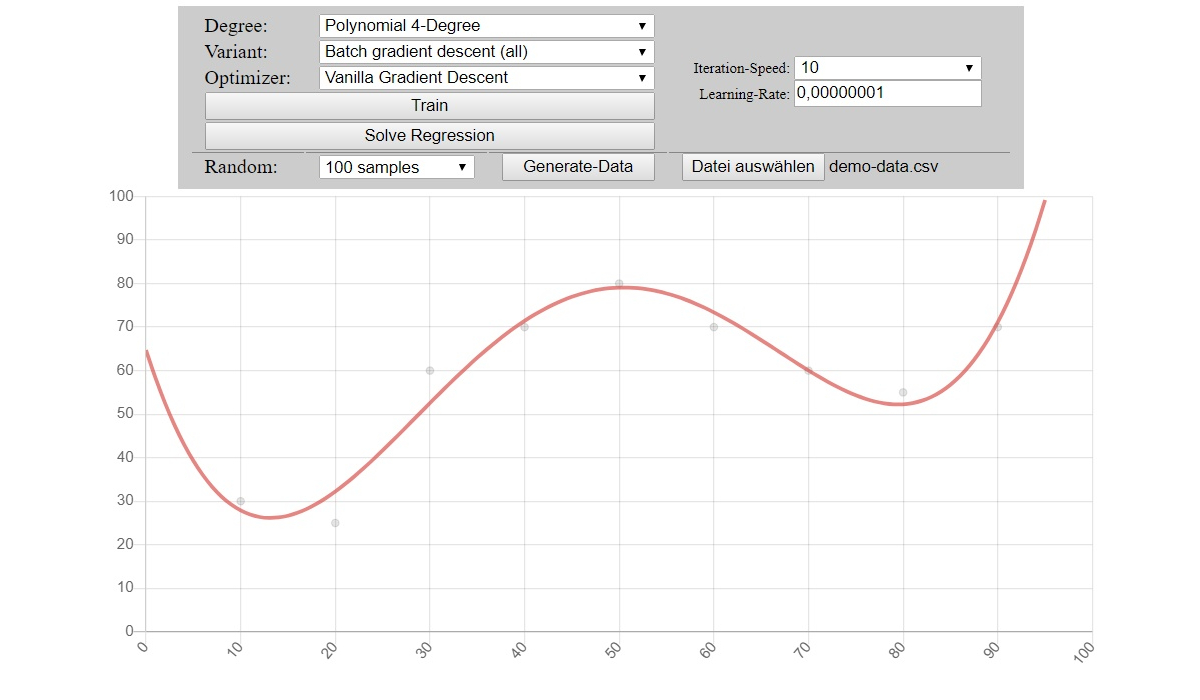 Degree: Polynomial 4-Degree
Variant: Batch gradient descent (all)
Optimizer: Vanilla Gradient Descent
Iteration-Speed: 10
Learning-Rate: 0,00000001
Train
Solve Regression
Random: 100 samples Generate-Data Datei auswählen demo-data.csv
100
90
80
70
60
50
40
30
20
10
0
0 10 20 30 40 50 60 70 80 90 100